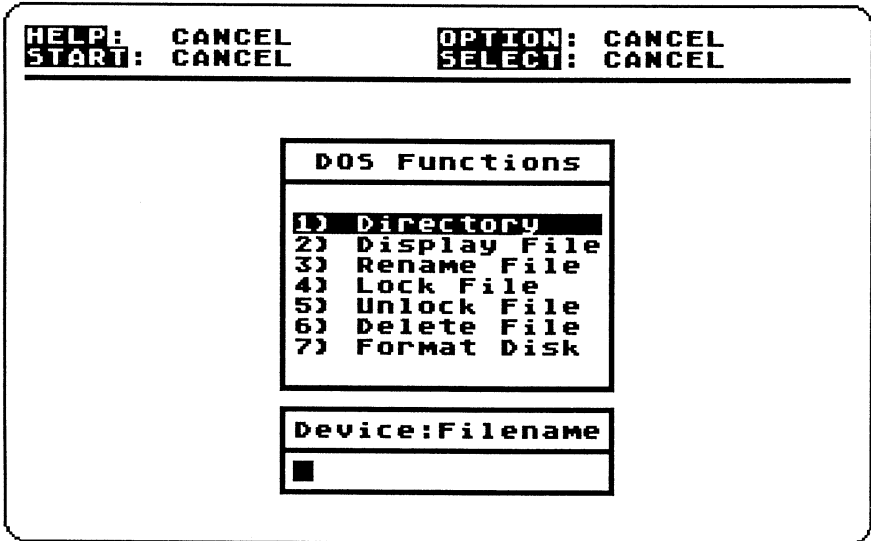 HELP: CANCEL OPTION: CANCEL
START: CANCEL SELECT: CANCEL
DOS Functions
1) Directory
2) Display File
3) Rename File
4) Lock File
5) Unlock File
6) Delete File
7) Format Disk
Device:Filename